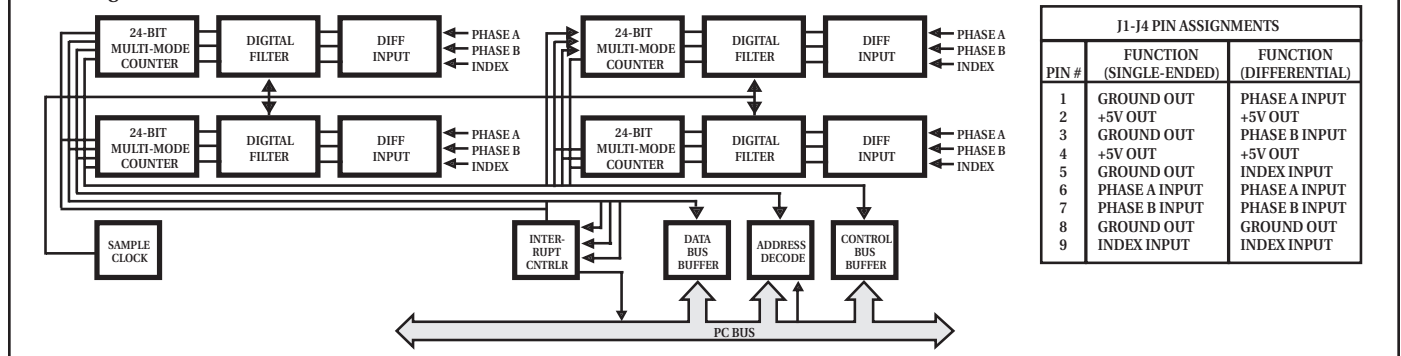 24-BIT
MULTI-MODE
COUNTER
DIGITAL
FILTER
DIFF
INPUT
PHASE A
PHASE B
INDEX
24-BIT
MULTI-MODE
COUNTER
DIGITAL
FILTER
DIFF
INPUT
PHASE A
PHASE B
INDEX
24-BIT
MULTI-MODE
COUNTER
DIGITAL
FILTER
DIFF
INPUT
PHASE A
PHASE B
INDEX
24-BIT
MULTI-MODE
COUNTER
DIGITAL
FILTER
DIFF
INPUT
PHASE A
PHASE B
INDEX
SAMPLE
CLOCK
INTER-
RUPT
CNTRLR
DATA
BUS
BUFFER
ADDRESS
DECODE
CONTROL
BUS
BUFFER
PC BUS
J1-J4 PIN ASSIGNMENTS
PIN # FUNCTION (SINGLE-ENDED) FUNCTION (DIFFERENTIAL)
1 GROUND OUT PHASE A INPUT
2 +5V OUT +5V OUT
3 GROUND OUT PHASE B INPUT
4 +5V OUT +5V OUT
5 GROUND OUT INDEX INPUT
6 PHASE A INPUT PHASE A INPUT
7 PHASE B INPUT PHASE B INPUT
8 GROUND OUT GROUND OUT
9 INDEX INPUT INDEX INPUT